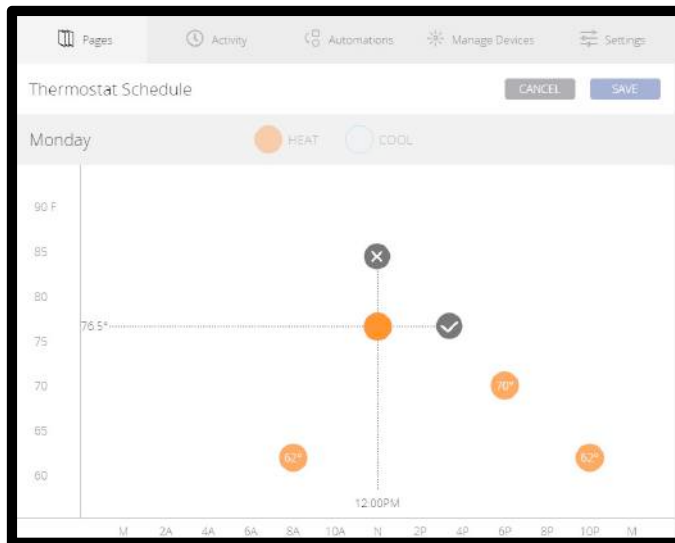 Pages Activity Automations Manage Devices Settings
Thermostat Schedule CANCEL SAVE
Monday HEAT COOL
90 F
85
80
76.5°
75
70 70°
65
62° 62°
60
12:00PM
M 2A 4A 6A 8A 10A N 2P 4P 6P 8P 10P M